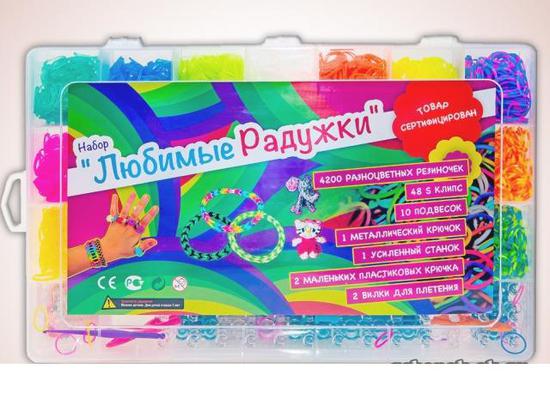 Набор
"Любимые Радужки"
ТОВАР
СЕРТИФИЦИРОВАН
4200 РАЗНОЦВЕТНЫХ РЕЗИНОЧЕК
48 S КЛИПС
10 ПОДВЕСОК
1 МЕТАЛЛИЧЕСКИЙ КРЮЧОК
1 УСИЛЕННЫЙ СТАНОК
2 МАЛЕНЬКИХ ПЛАСТИКОВЫХ КРЮЧКА
2 ВИЛКИ ДЛЯ ПЛЕТЕНИЯ
CE